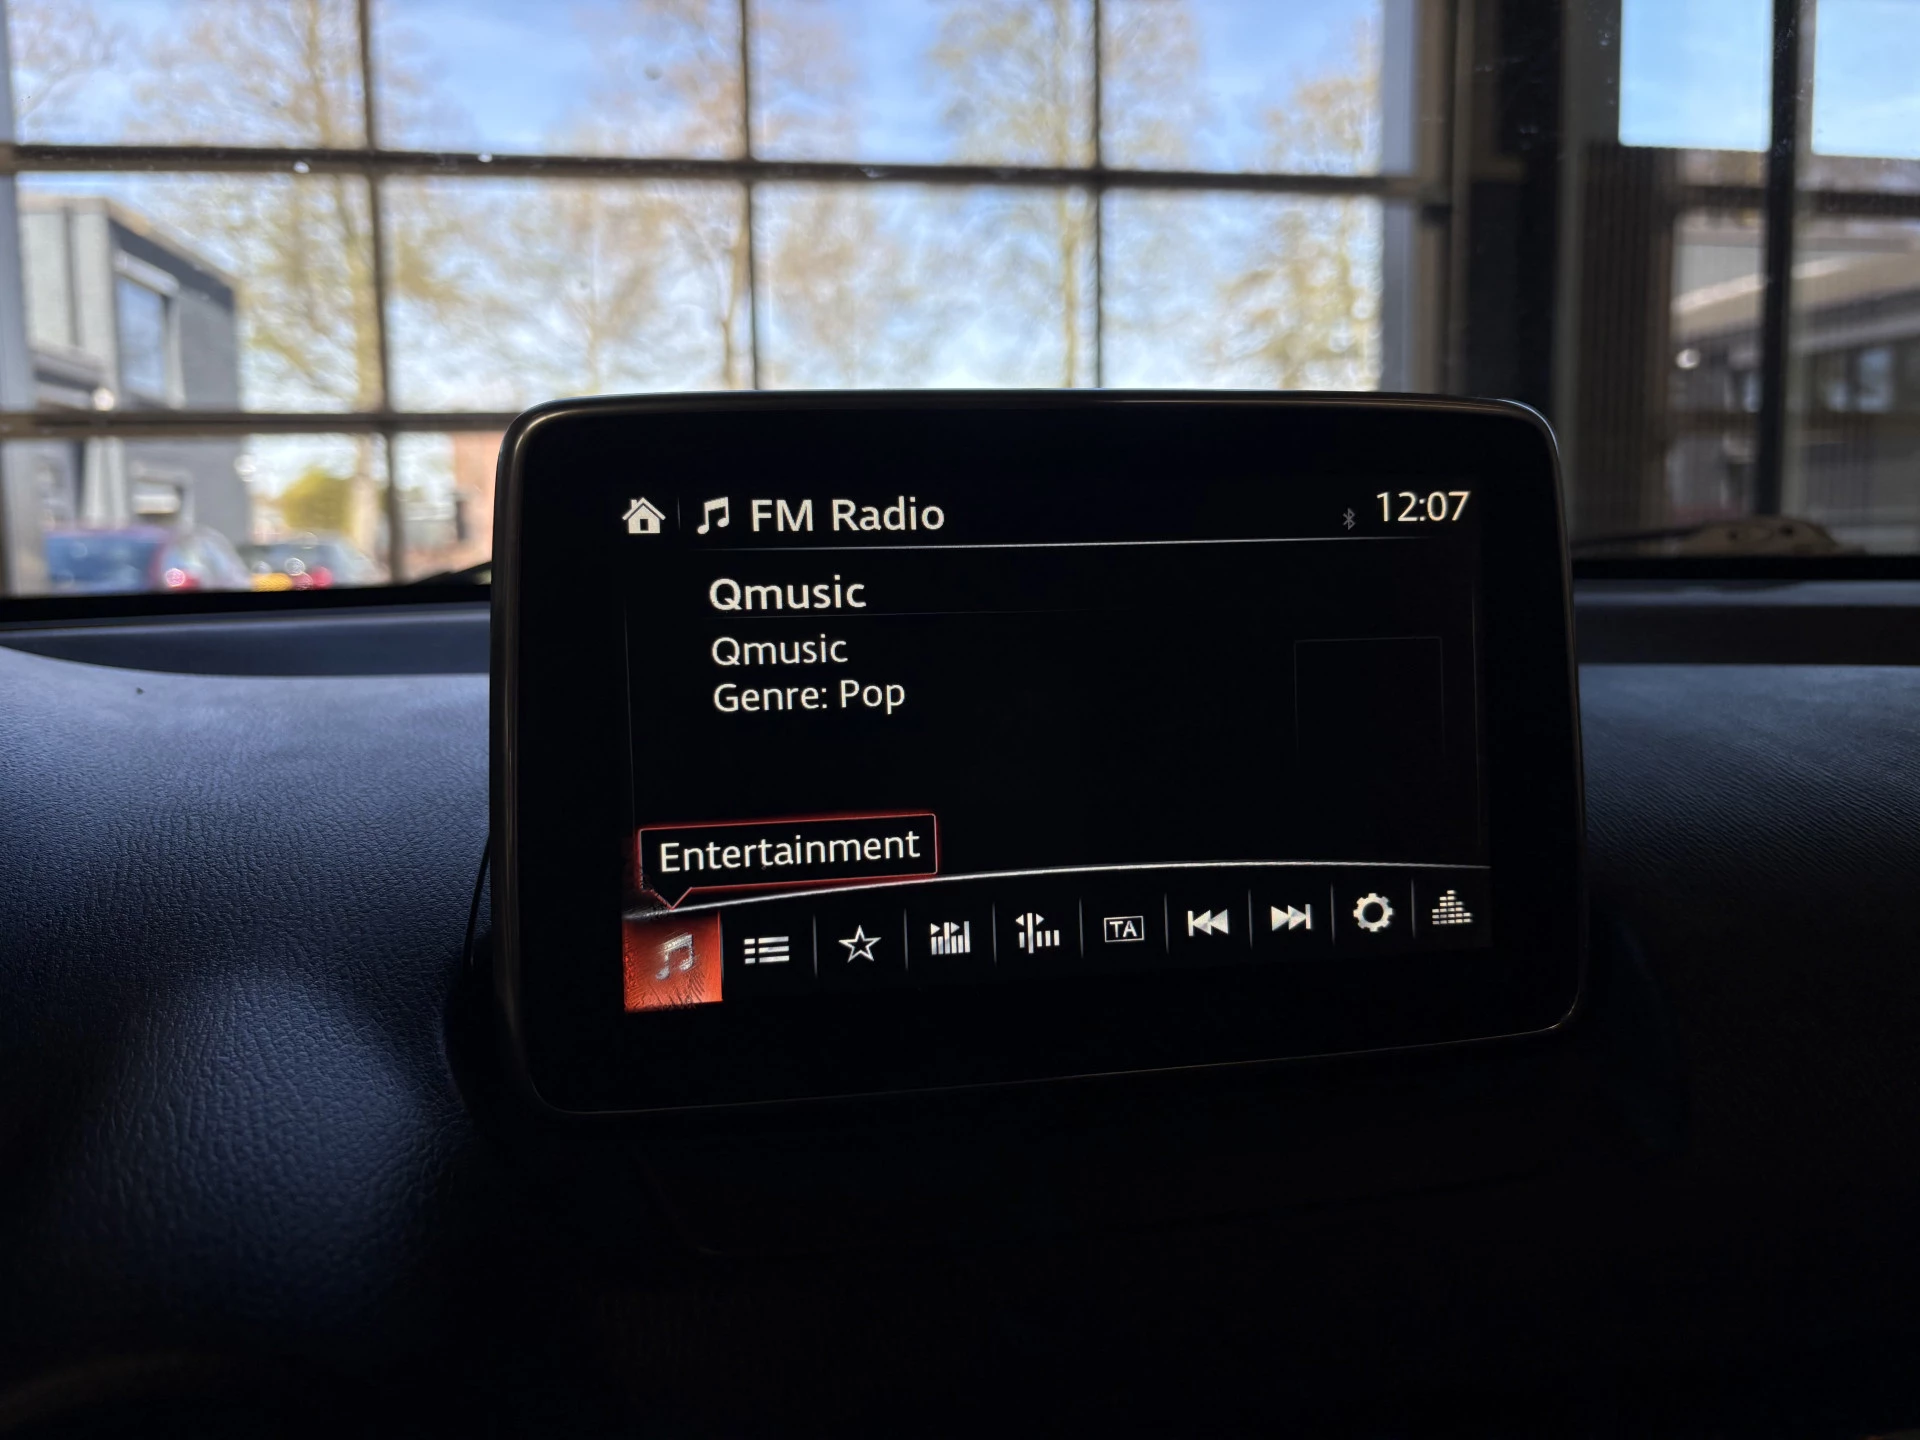 FM Radio
12:07
Qmusic
Qmusic
Genre: Pop
Entertainment
TA